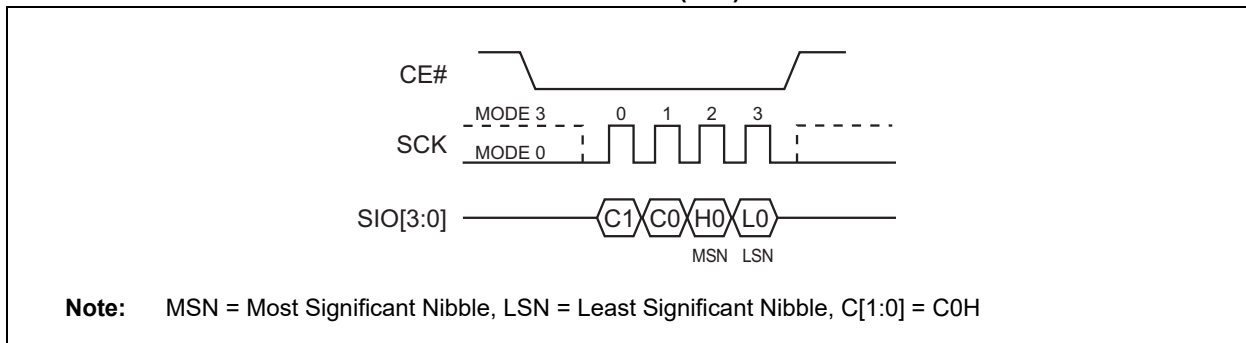 CE#
MODE 3 0 1 2 3
SCK
MODE 0
SIO[3:0] C1 C0 H0 L0
MSN LSN
Note: MSN = Most Significant Nibble, LSN = Least Significant Nibble, C[1:0] = C0H